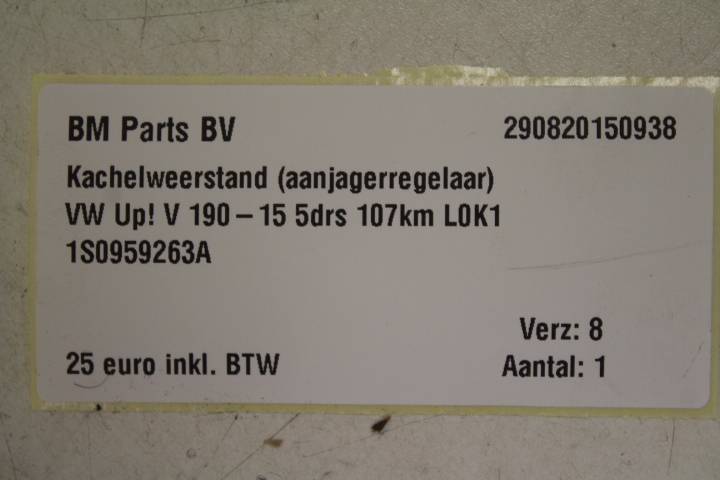 BM Parts BV 290820150938
Kachelweerstand (aanjagerregelaar)
VW Up! V 190 – 15 5drs 107km L0K1
1S0959263A
Verz: 8
25 euro inkl. BTW Aantal: 1